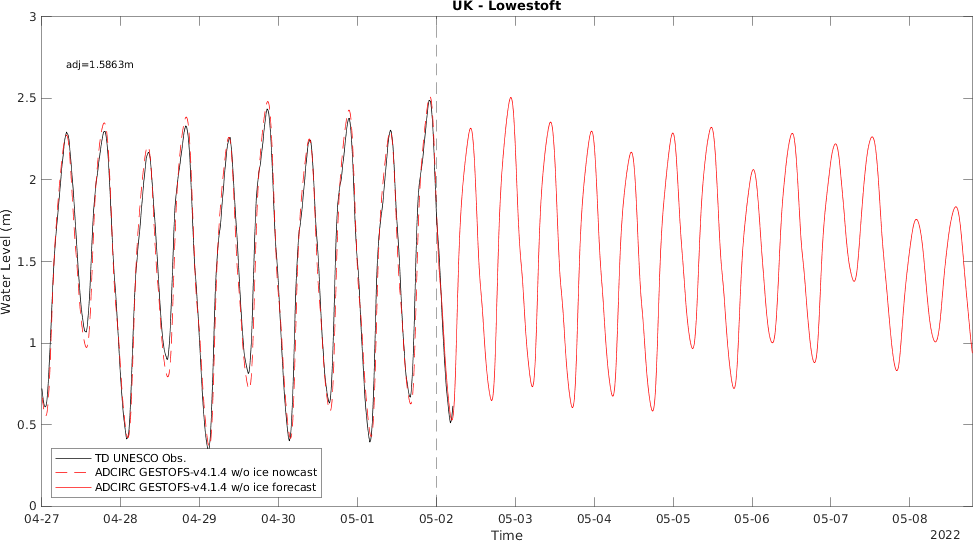 UK - Lowestoft
3
2.5
2
1.5
1
0.5
0
Water Level (m)
adj=1.5863m
TD UNESCO Obs.
ADCIRC GESTOFS-v4.1.4 w/o ice nowcast
ADCIRC GESTOFS-v4.1.4 w/o ice forecast
04-27 04-28 04-29 04-30 05-01 05-02 05-03 05-04 05-05 05-06 05-07 05-08
Time
2022